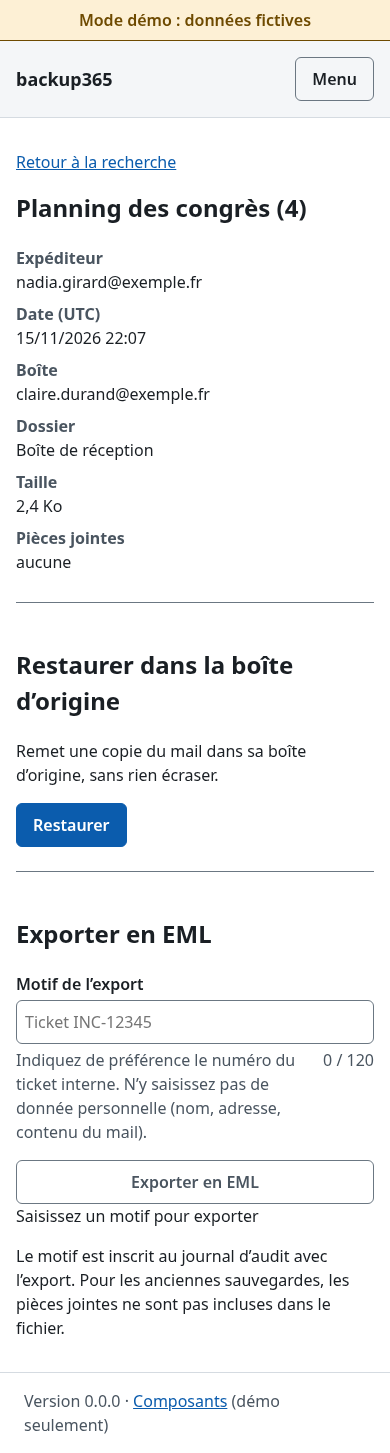 Mode démo : données fictives
backup365
Menu
Retour à la recherche
Planning des congrès (4)
Expéditeur
nadia.girard@exemple.fr
Date (UTC)
15/11/2026 22:07
Boîte
claire.durand@exemple.fr
Dossier
Boîte de réception
Taille
2,4 Ko
Pièces jointes
aucune
Restaurer dans la boîte
d’origine
Remet une copie du mail dans sa boîte
d’origine, sans rien écraser.
Restaurer
Exporter en EML
Motif de l’export
Ticket INC-12345
Indiquez de préférence le numéro du
ticket interne. N’y saisissez pas de
donnée personnelle (nom, adresse,
contenu du mail).
0 / 120
Exporter en EML
Saisissez un motif pour exporter
Le motif est inscrit au journal d’audit avec
l’export. Pour les anciennes sauvegardes, les
pièces jointes ne sont pas incluses dans le
fichier.
Version 0.0.0 · Composants (démo
seulement)